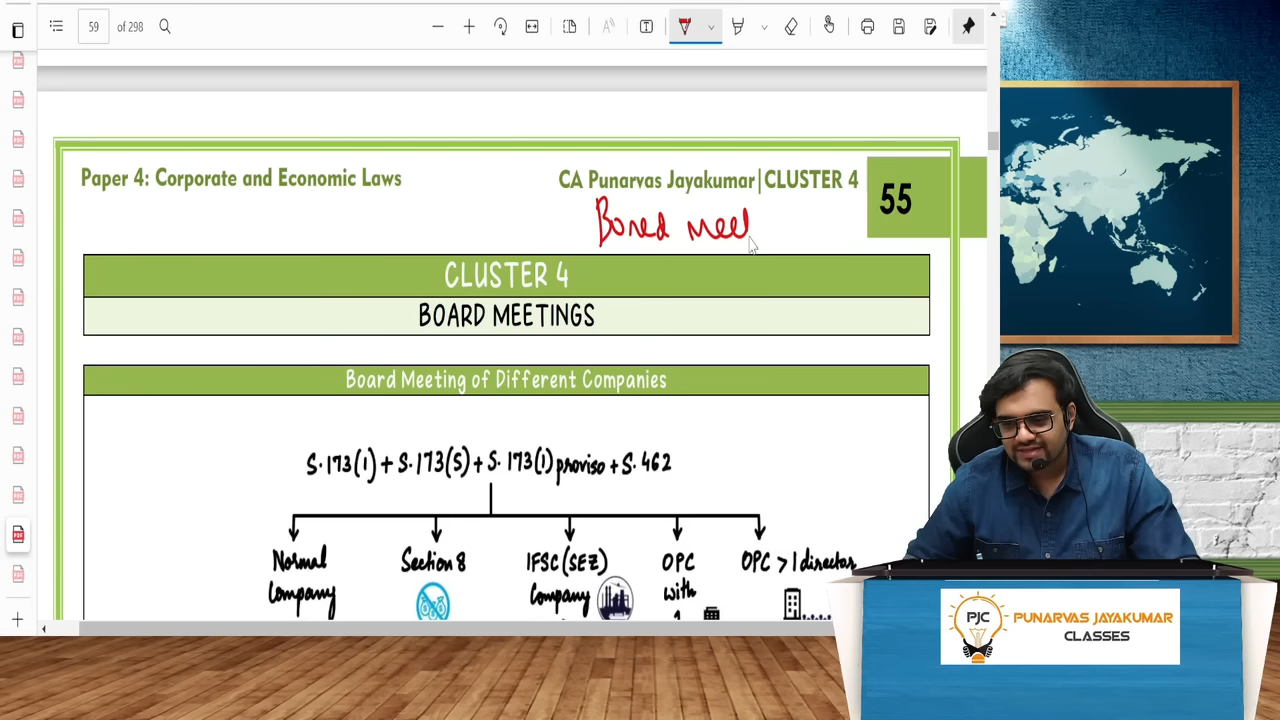 59 of 298
Paper 4: Corporate and Economic Laws
CA Punarvas Jayakumar|CLUSTER 4
55
Bored meet
CLUSTER 4
BOARD MEETINGS
Board Meeting of Different Companies
S.173(1) + S.173(5) + S. 173(1) proviso + S.462
Normal Company
Section 8
IFSC (SEZ) Company
OPC with 1
OPC > 1 director
PJC
PUNARVAS JAYAKUMAR
CLASSES